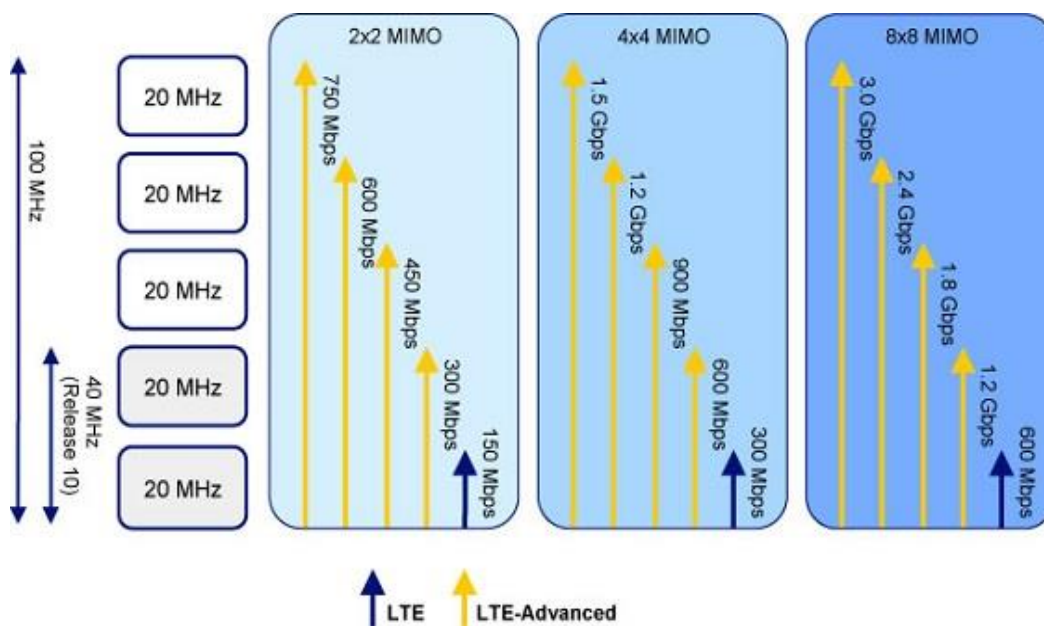 2x2 MIMO
4x4 MIMO
8x8 MIMO
100 MHz
40 MHz
(Release 10)
20 MHz
20 MHz
20 MHz
20 MHz
20 MHz
750 Mbps
600 Mbps
450 Mbps
300 Mbps
150 Mbps
1.5 Gbps
1.2 Gbps
900 Mbps
600 Mbps
300 Mbps
3.0 Gbps
2.4 Gbps
1.8 Gbps
1.2 Gbps
600 Mbps
LTE
LTE-Advanced